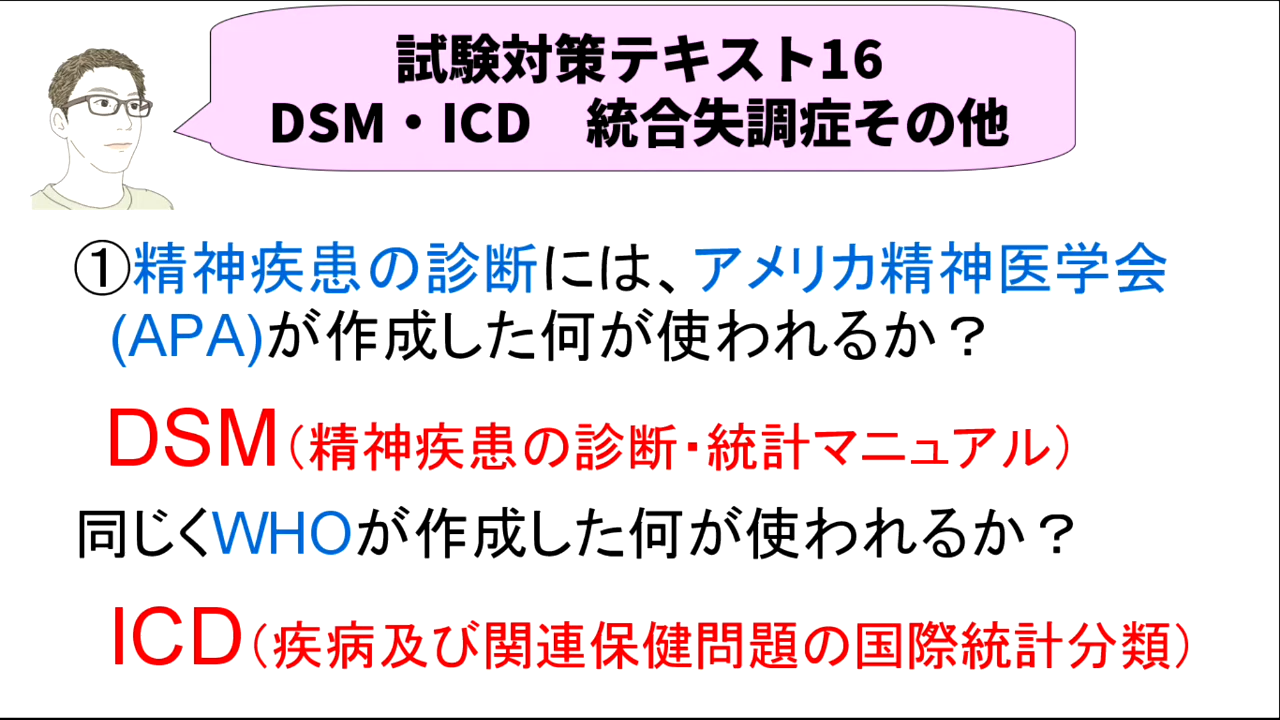 試験対策テキスト16
DSM・ICD　統合失調症その他
①精神疾患の診断には、アメリカ精神医学会
(APA)が作成した何が使われるか？
DSM（精神疾患の診断・統計マニュアル）
同じくWHOが作成した何が使われるか？
ICD（疾病及び関連保健問題の国際統計分類）